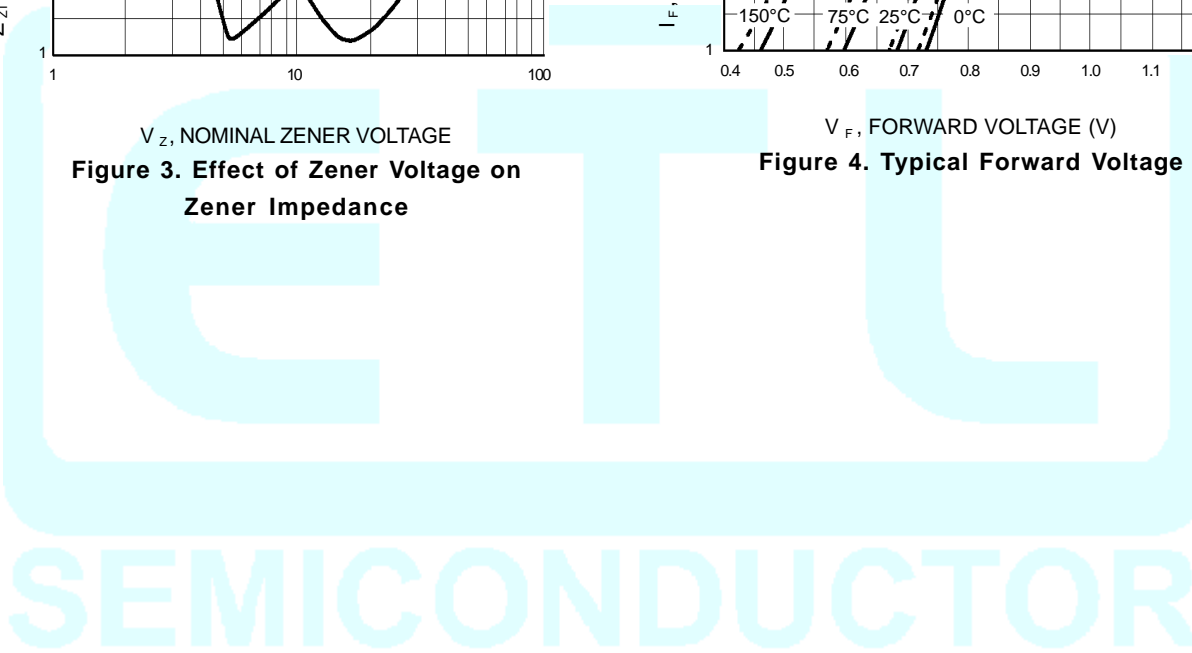 Z ZT
I F,
150°C 75°C 25°C 0°C
1
1
1 10 100
0.4 0.5 0.6 0.7 0.8 0.9 1.0 1.1
V Z, NOMINAL ZENER VOLTAGE
V F, FORWARD VOLTAGE (V)
Figure 3. Effect of Zener Voltage on
Zener Impedance
Figure 4. Typical Forward Voltage
ETL
SEMICONDUCTOR